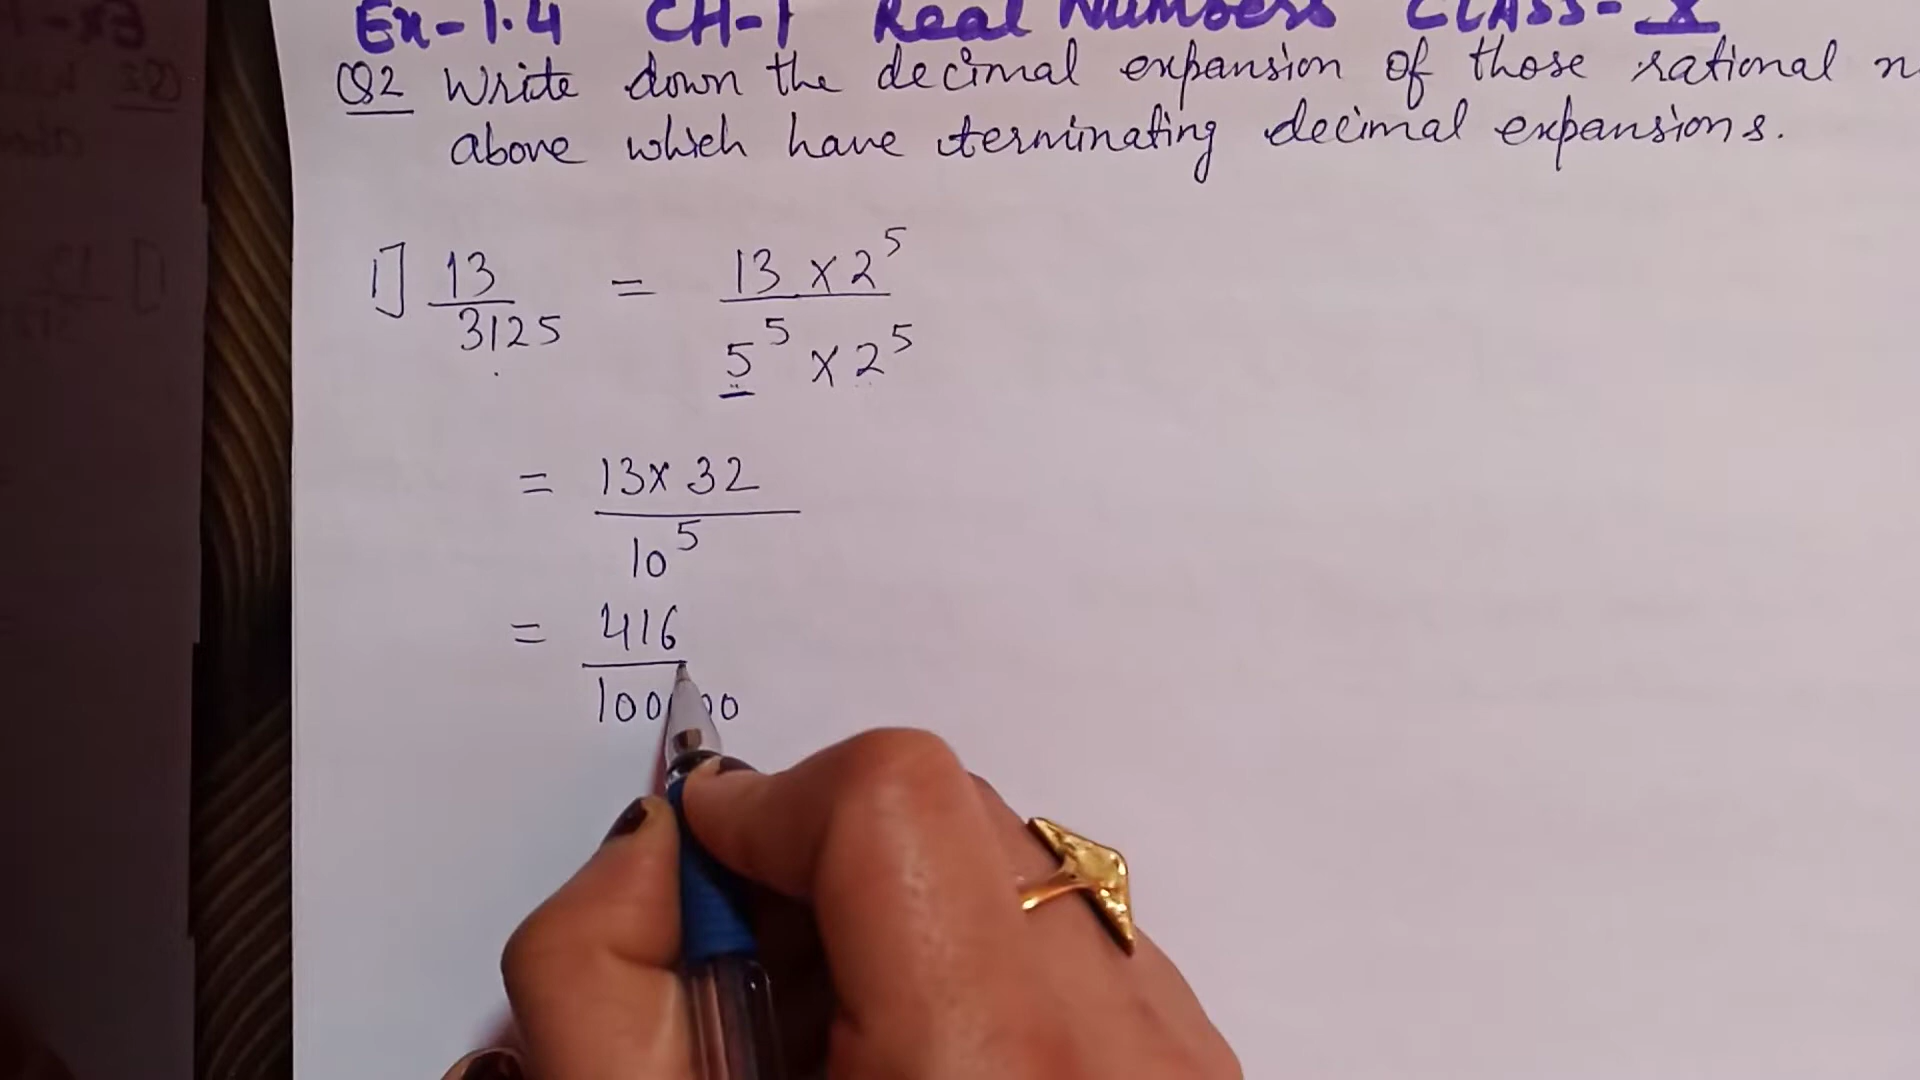 Ex-1.4 CH-1 Real Numbers CLASS-X
Q2 Write down the decimal expansion of those rational n
above which have terminating decimal expansions.
1] 13/3125 = 13 × 2^5 / 5^5 × 2^5
= 13 × 32 / 10^5
= 416 / 100000